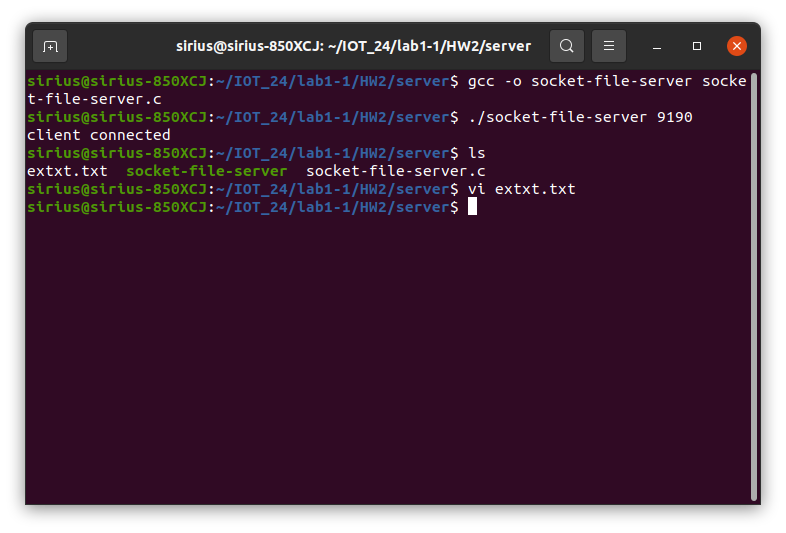 sirius@sirius-850XCJ: ~/IOT_24/lab1-1/HW2/server
sirius@sirius-850XCJ:~/IOT_24/lab1-1/HW2/server$ gcc -o socket-file-server socke
t-file-server.c
sirius@sirius-850XCJ:~/IOT_24/lab1-1/HW2/server$ ./socket-file-server 9190
client connected
sirius@sirius-850XCJ:~/IOT_24/lab1-1/HW2/server$ ls
extxt.txt  socket-file-server  socket-file-server.c
sirius@sirius-850XCJ:~/IOT_24/lab1-1/HW2/server$ vi extxt.txt
sirius@sirius-850XCJ:~/IOT_24/lab1-1/HW2/server$